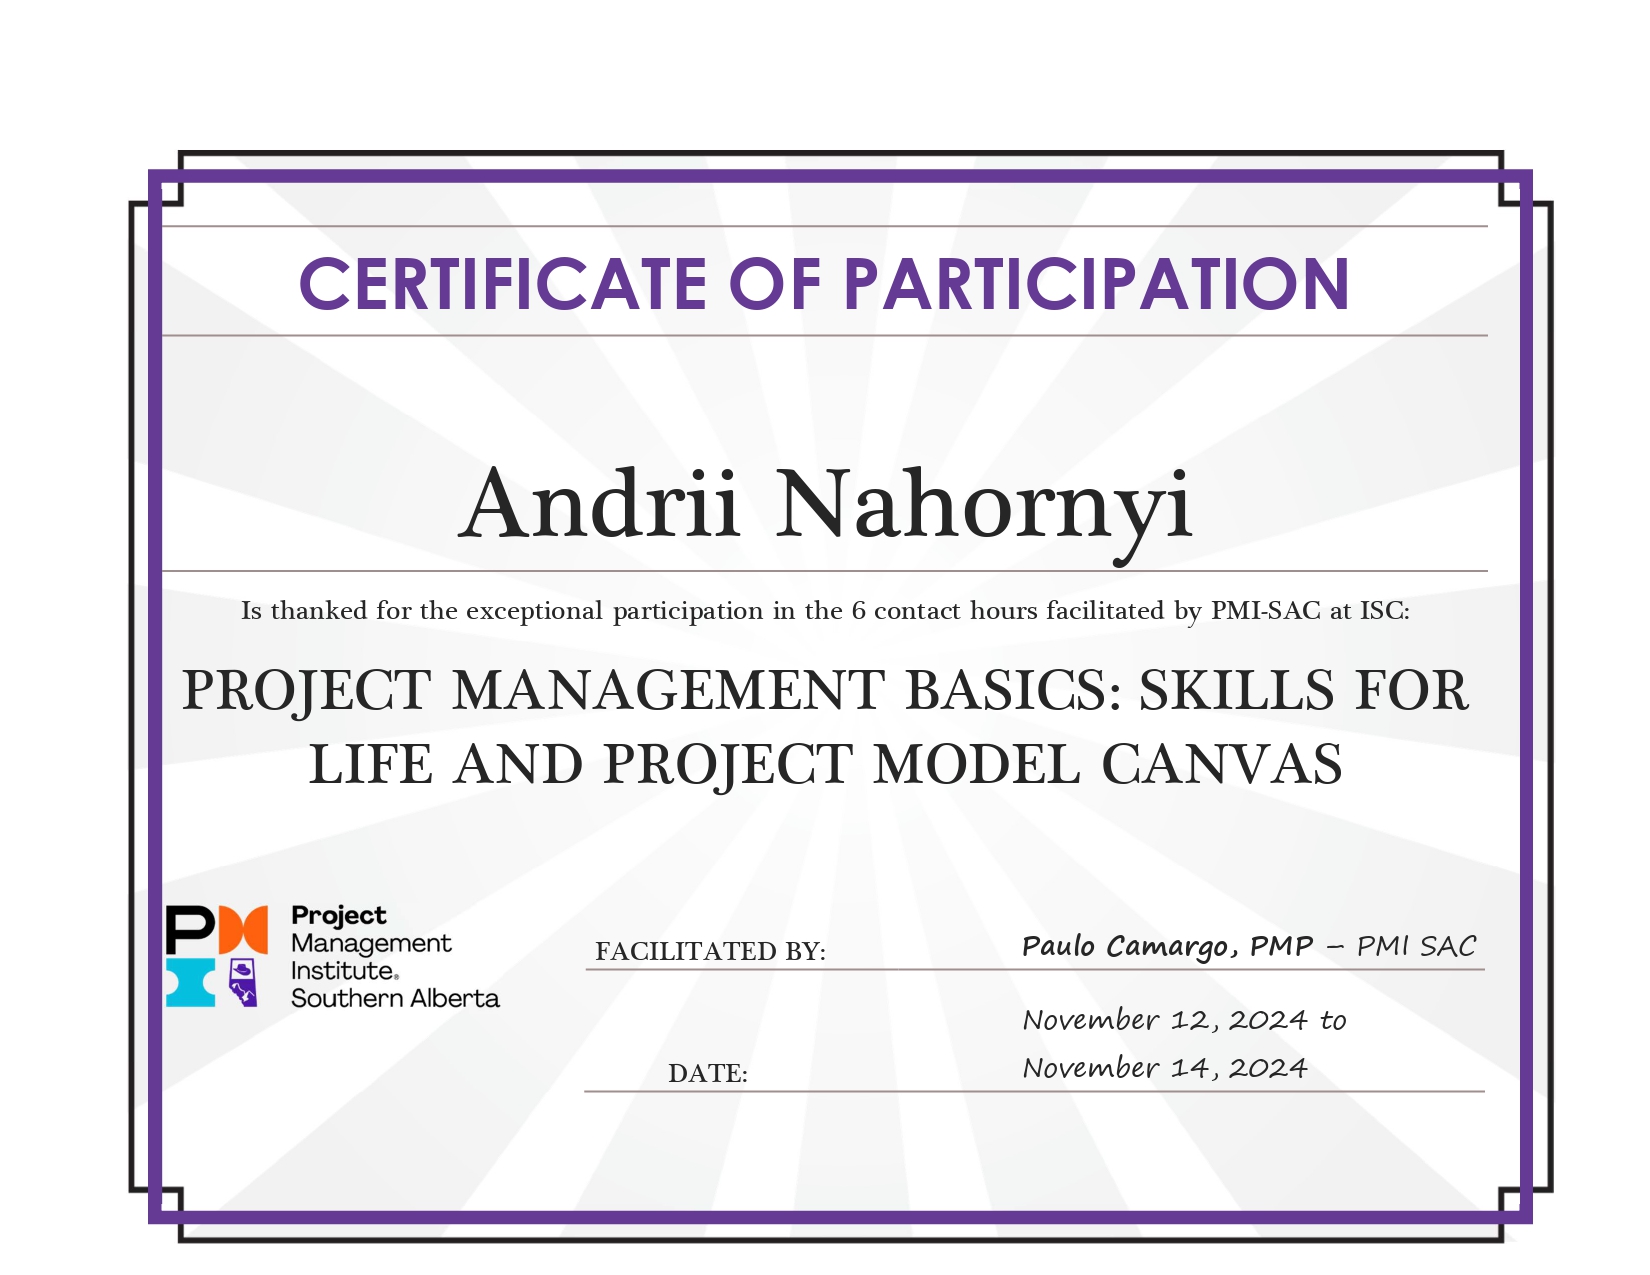 CERTIFICATE OF PARTICIPATION
Andrii Nahornyi
Is thanked for the exceptional participation in the 6 contact hours facilitated by PMI-SAC at ISC:
PROJECT MANAGEMENT BASICS: SKILLS FOR
LIFE AND PROJECT MODEL CANVAS
PMI
Project
Management
Institute®
Southern Alberta
FACILITATED BY: Paulo Camargo, PMP – PMI SAC
DATE: November 12, 2024 to
November 14, 2024